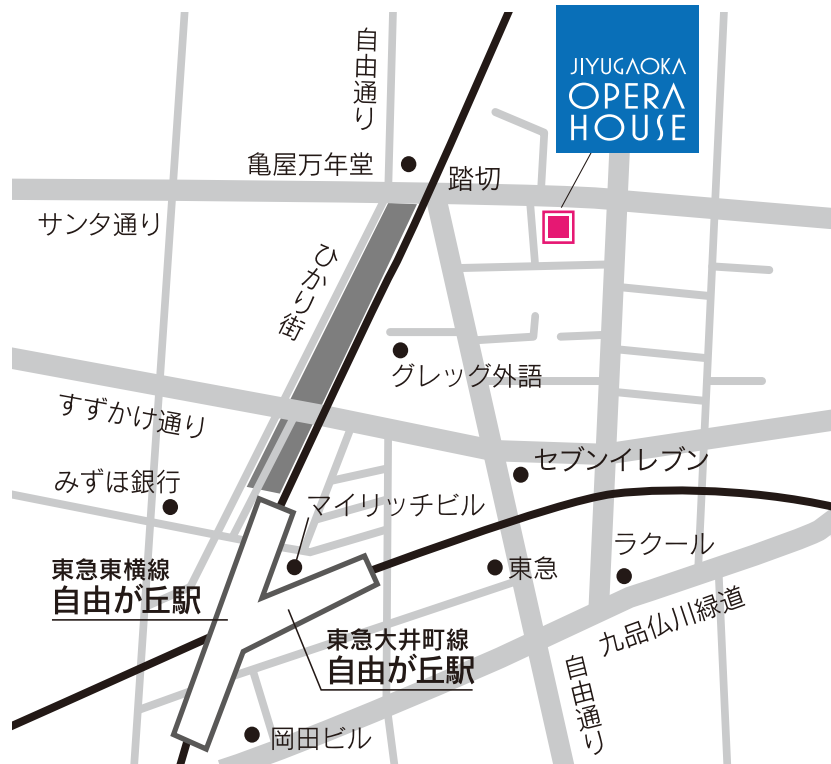 JIYUGAOKA
OPERA
HOUSE
自由通り
亀屋万年堂
踏切
サンタ通り
ひかり街
グレッグ外語
すずかけ通り
セブンイレブン
みずほ銀行
マイリッチビル
ラクール
東急
東急東横線
自由が丘駅
九品仏川緑道
東急大井町線
自由が丘駅
自由通り
岡田ビル